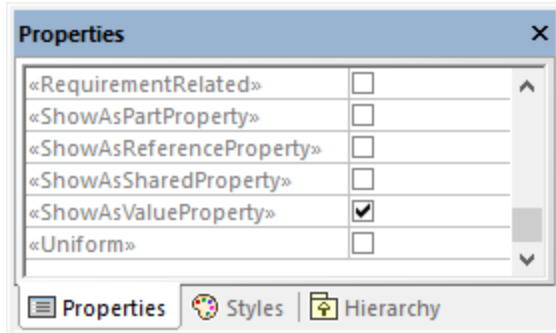 Properties
«RequirementRelated»
«ShowAsPartProperty»
«ShowAsReferenceProperty»
«ShowAsSharedProperty»
«ShowAsValueProperty»
«Uniform»
Properties Styles Hierarchy